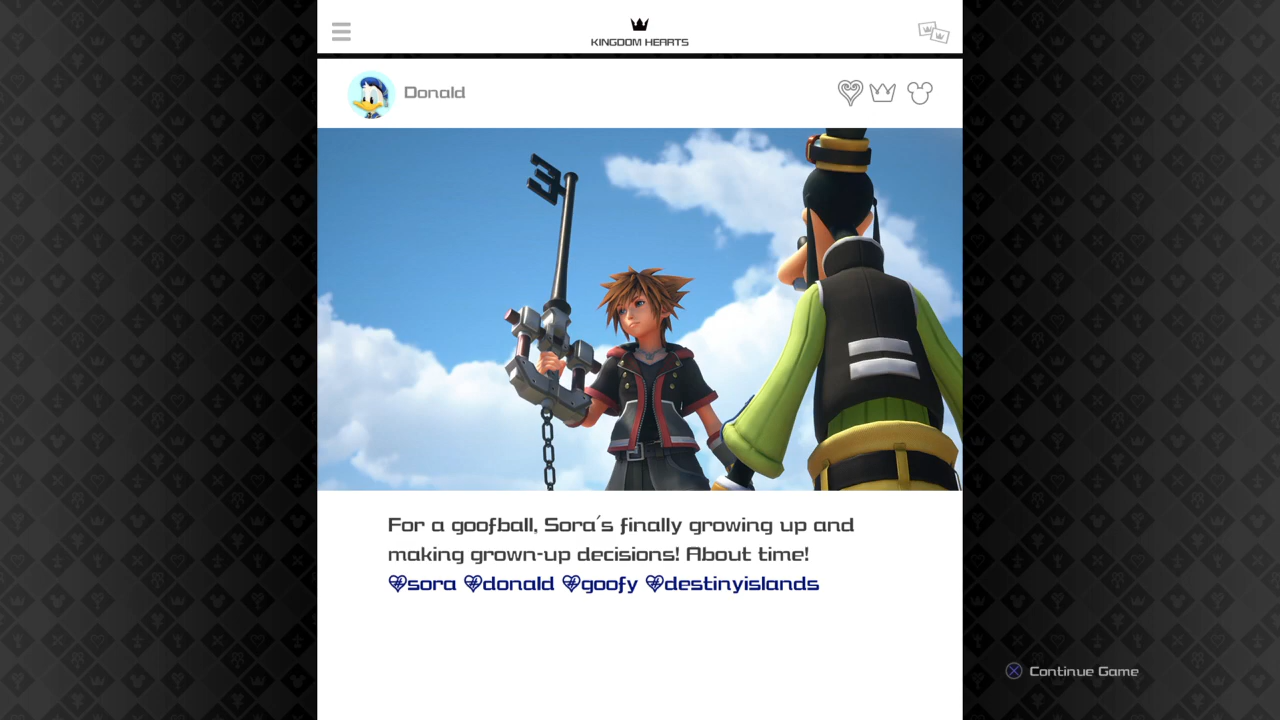 KINGDOM HEARTS
Donald
For a goofball, Sora's finally growing up and
making grown-up decisions! About time!
sora donald goofy destinyislands
Continue Game